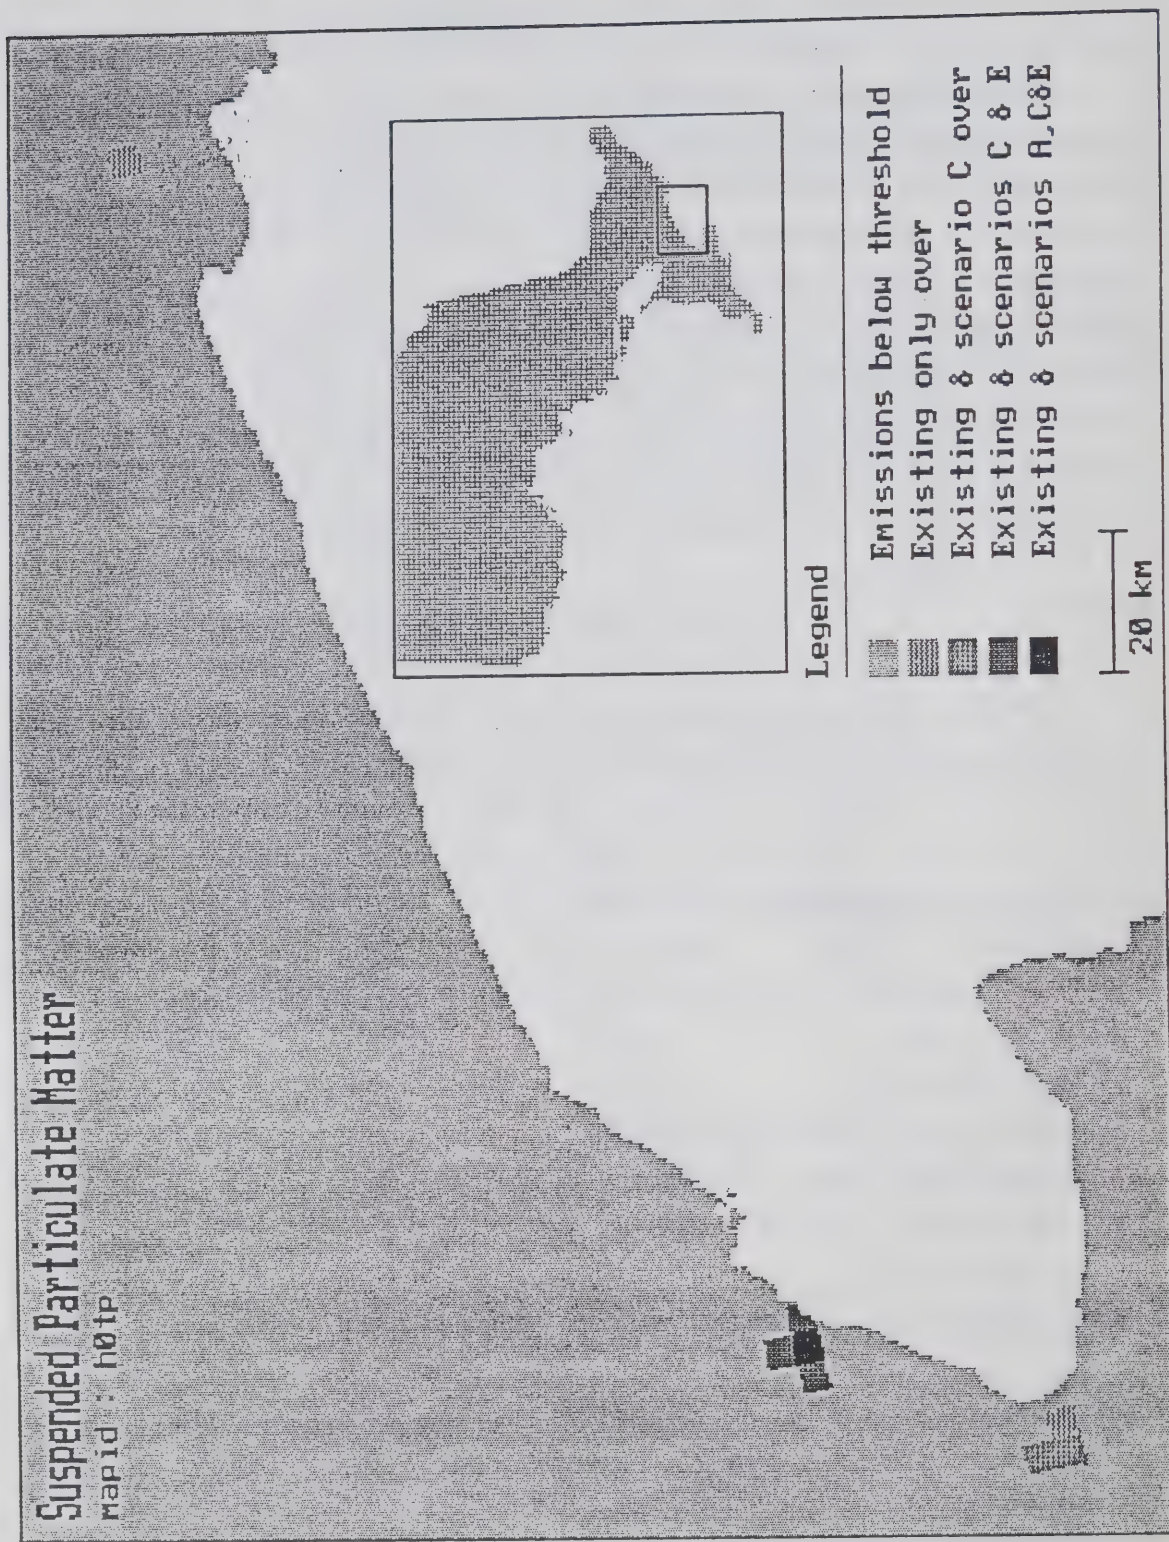 Suspended Particulate Matter
mapid : h0tp
Legend
Emissions below threshold
Existing only over
Existing & scenario C over
Existing & scenarios C & E
Existing & scenarios A,C&E
20 km